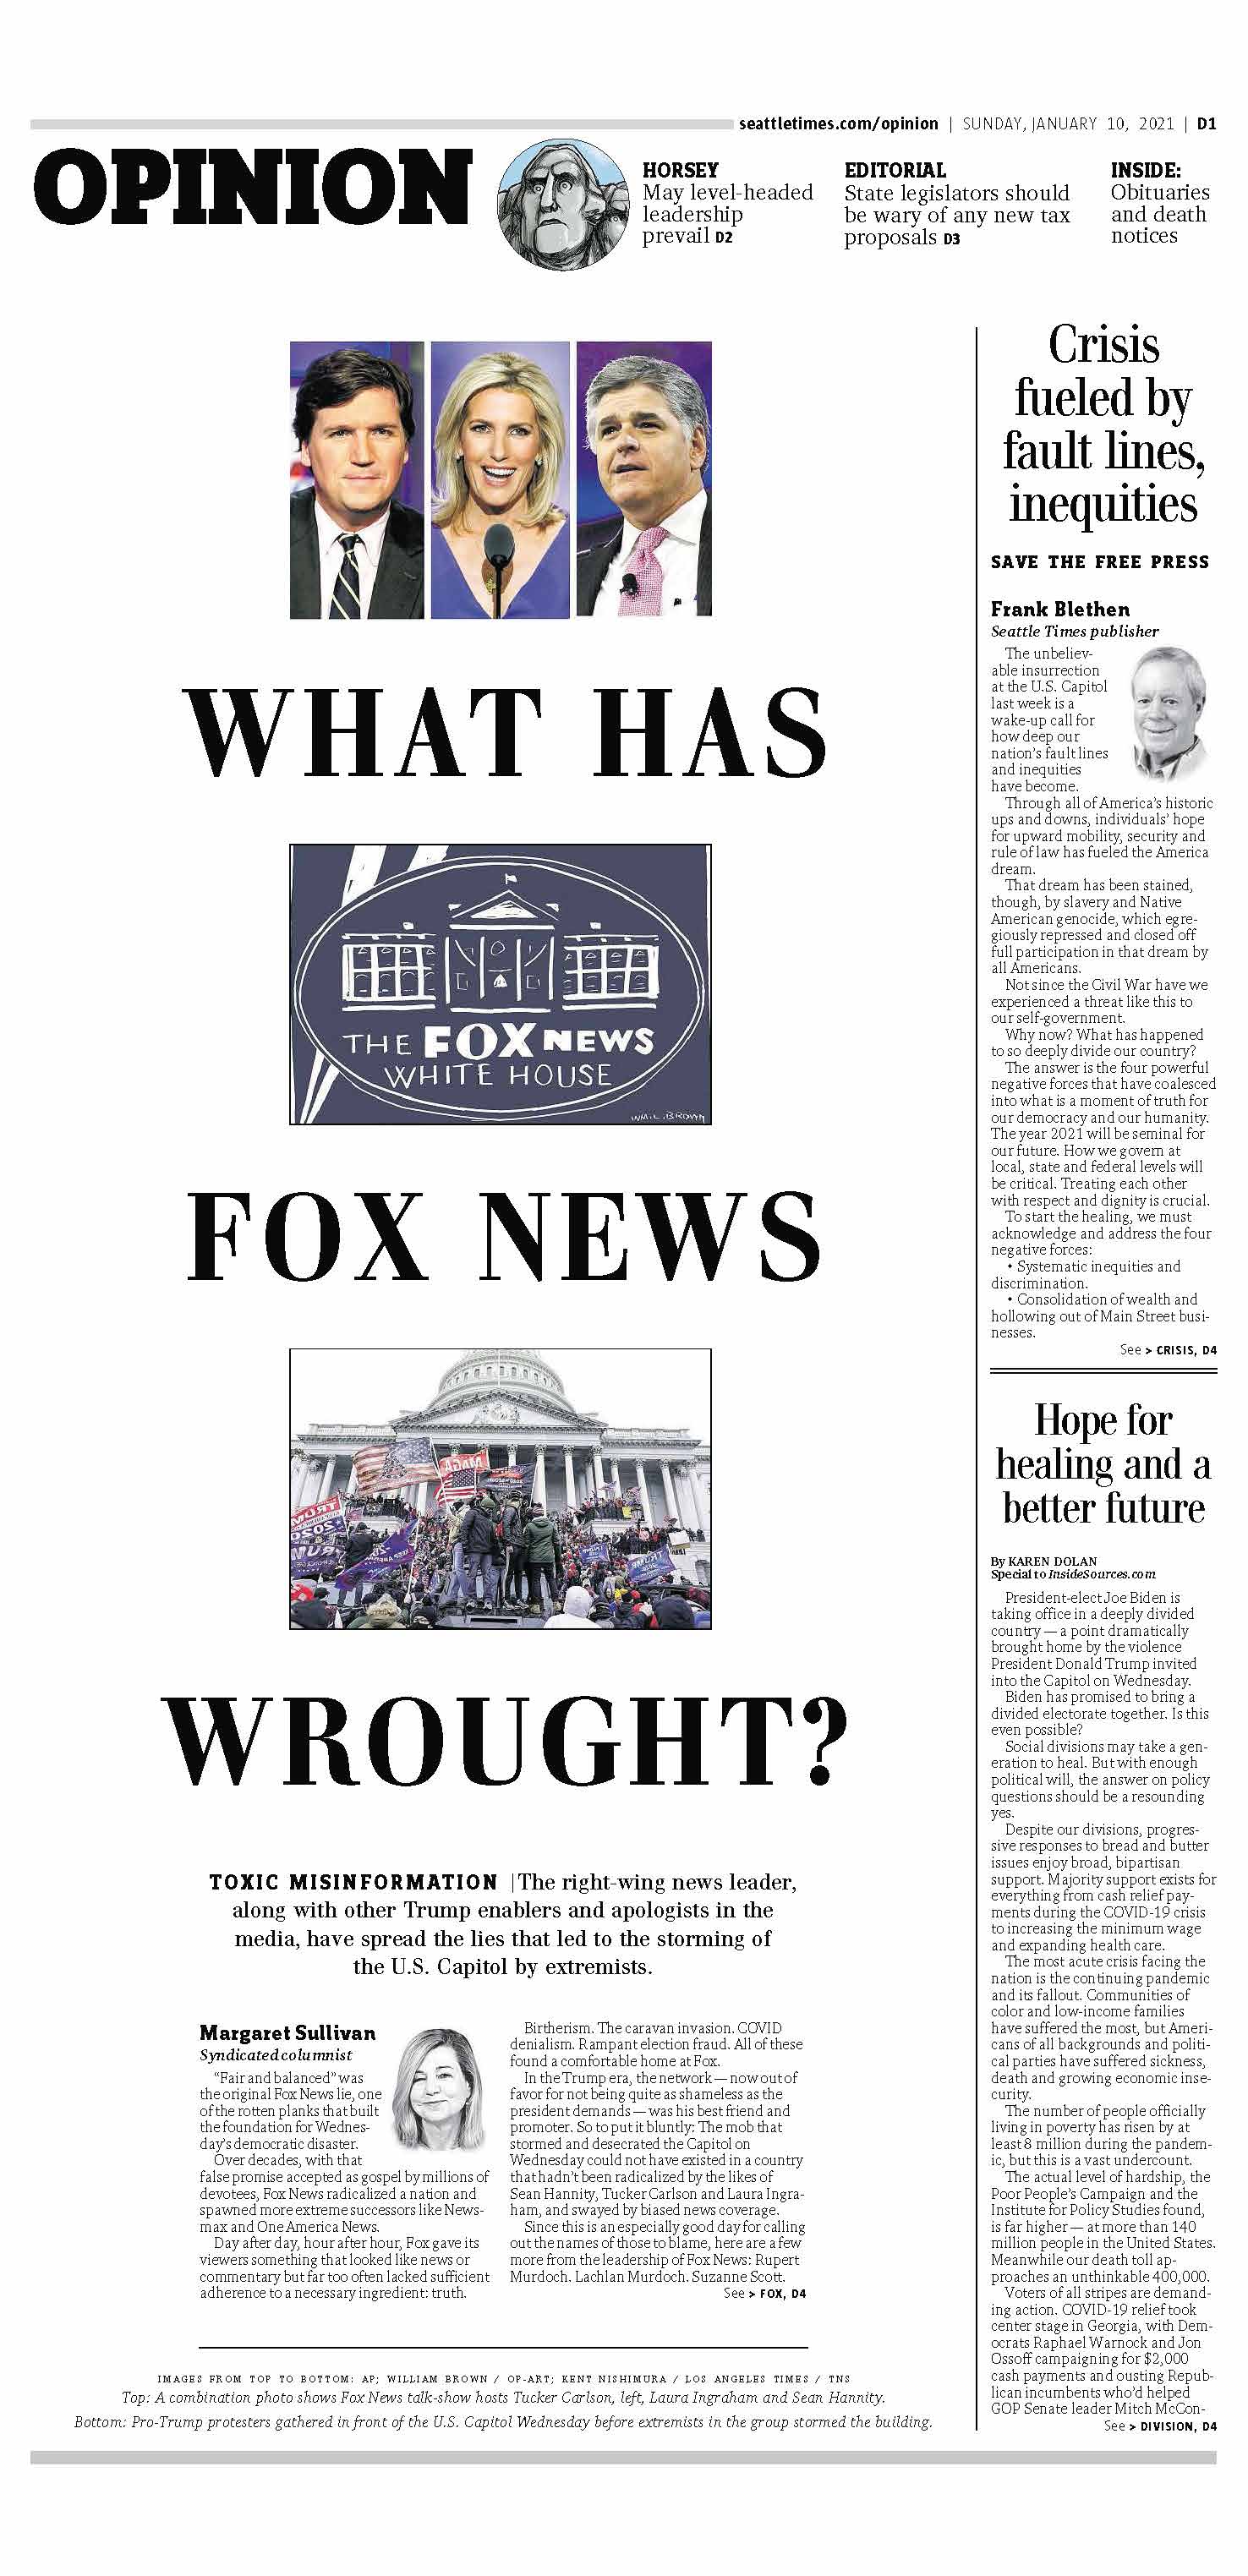 seattletimes.com/opinion | SUNDAY, JANUARY 10, 2021 | D1
OPINION
HORSEY
May level-headed
leadership
prevail D2
EDITORIAL
State legislators should
be wary of any new tax
proposals D3
INSIDE:
Obituaries
and death
notices
WHAT HAS
THE FOX NEWS
WHITE HOUSE
WM.L.BROWN
FOX NEWS
WROUGHT?
TOXIC MISINFORMATION |The right-wing news leader,
along with other Trump enablers and apologists in the
media, have spread the lies that led to the storming of
the U.S. Capitol by extremists.
Margaret Sullivan
Syndicated columnist
“Fair and balanced” was
the original Fox News lie, one
of the rotten planks that built
the foundation for Wednes-
day’s democratic disaster.
Over decades, with that
false promise accepted as gospel by millions of
devotees, Fox News radicalized a nation and
spawned more extreme successors like News-
max and One America News.
Day after day, hour after hour, Fox gave its
viewers something that looked like news or
commentary but far too often lacked sufficient
adherence to a necessary ingredient: truth.
Birtherism. The caravan invasion. COVID
denialism. Rampant election fraud. All of these
found a comfortable home at Fox.
In the Trump era, the network — now out of
favor for not being quite as shameless as the
president demands — was his best friend and
promoter. So to put it bluntly: The mob that
stormed and desecrated the Capitol on
Wednesday could not have existed in a country
that hadn’t been radicalized by the likes of
Sean Hannity, Tucker Carlson and Laura Ingra-
ham, and swayed by biased news coverage.
Since this is an especially good day for calling
out the names of those to blame, here are a few
more from the leadership of Fox News: Rupert
Murdoch. Lachlan Murdoch. Suzanne Scott.
See > FOX, D4
IMAGES FROM TOP TO BOTTOM: AP; WILLIAM BROWN / OP-ART; KENT NISHIMURA / LOS ANGELES TIMES / TNS
Top: A combination photo shows Fox News talk-show hosts Tucker Carlson, left, Laura Ingraham and Sean Hannity.
Bottom: Pro-Trump protesters gathered in front of the U.S. Capitol Wednesday before extremists in the group stormed the building.
Crisis
fueled by
fault lines,
inequities
SAVE THE FREE PRESS
Frank Blethen
Seattle Times publisher
The unbeliev-
able insurrection
at the U.S. Capitol
last week is a
wake-up call for
how deep our
nation’s fault lines
and inequities
have become.
Through all of America’s historic
ups and downs, individuals’ hope
for upward mobility, security and
rule of law has fueled the America
dream.
That dream has been stained,
though, by slavery and Native
American genocide, which egre-
giously repressed and closed off
full participation in that dream by
all Americans.
Not since the Civil War have we
experienced a threat like this to
our self-government.
Why now? What has happened
to so deeply divide our country?
The answer is the four powerful
negative forces that have coalesced
into what is a moment of truth for
our democracy and our humanity.
The year 2021 will be seminal for
our future. How we govern at
local, state and federal levels will
be critical. Treating each other
with respect and dignity is crucial.
To start the healing, we must
acknowledge and address the four
negative forces:
• Systematic inequities and
discrimination.
• Consolidation of wealth and
hollowing out of Main Street busi-
nesses.
See > CRISIS, D4
Hope for
healing and a
better future
By KAREN DOLAN
Special to InsideSources.com
President-elect Joe Biden is
taking office in a deeply divided
country — a point dramatically
brought home by the violence
President Donald Trump invited
into the Capitol on Wednesday.
Biden has promised to bring a
divided electorate together. Is this
even possible?
Social divisions may take a gen-
eration to heal. But with enough
political will, the answer on policy
questions should be a resounding
yes.
Despite our divisions, progres-
sive responses to bread and butter
issues enjoy broad, bipartisan
support. Majority support exists for
everything from cash relief pay-
ments during the COVID-19 crisis
to increasing the minimum wage
and expanding health care.
The most acute crisis facing the
nation is the continuing pandemic
and its fallout. Communities of
color and low-income families
have suffered the most, but Ameri-
cans of all backgrounds and politi-
cal parties have suffered sickness,
death and growing economic inse-
curity.
The number of people officially
living in poverty has risen by at
least 8 million during the pandem-
ic, but this is a vast undercount.
The actual level of hardship, the
Poor People’s Campaign and the
Institute for Policy Studies found,
is far higher — at more than 140
million people in the United States.
Meanwhile our death toll ap-
proaches an unthinkable 400,000.
Voters of all stripes are demand-
ing action. COVID-19 relief took
center stage in Georgia, with Dem-
ocrats Raphael Warnock and Jon
Ossoff campaigning for $2,000
cash payments and ousting Repub-
lican incumbents who’d helped
GOP Senate leader Mitch McCon-
See > DIVISION, D4